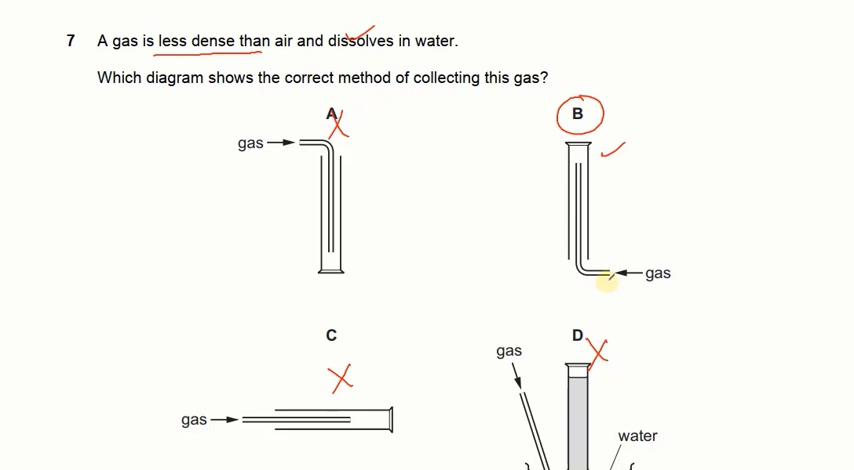 7 A gas is less dense than air and dissolves in water.
Which diagram shows the correct method of collecting this gas?
A
B
gas
gas
C
D
gas
gas
water